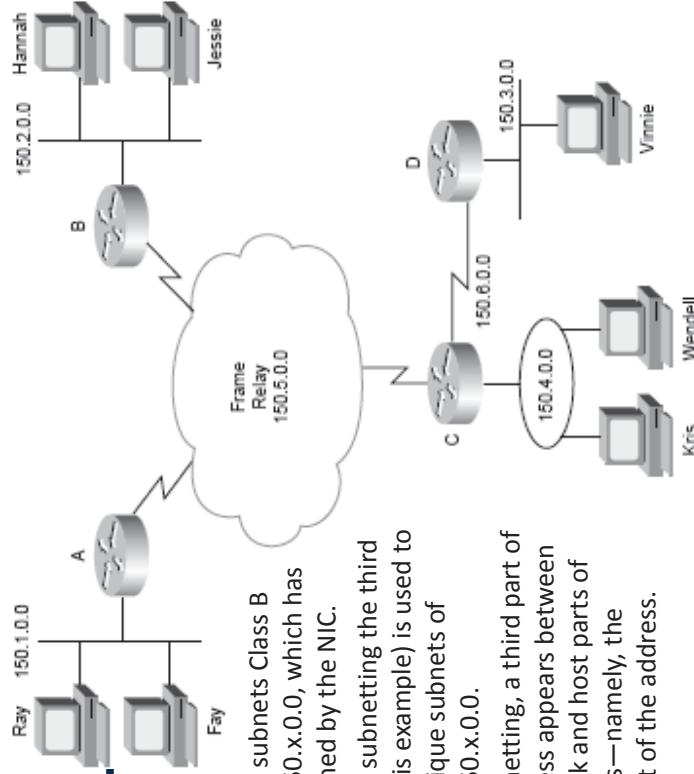 Ray
150.1.0.0
A
Fay
Hannah
150.2.0.0
B
Jessie
Frame
Relay
150.5.0.0
C
150.6.0.0
D
150.3.0.0
Vinnie
150.4.0.0
Kris
Wendell
subnets Class B
50.x.0.0, which has
ned by the NIC.
subnetting the third
is example) is used to
ique subnets of
50.x.0.0.
netting, a third part of
ess appears between
k and host parts of
s—namely, the
t of the address.